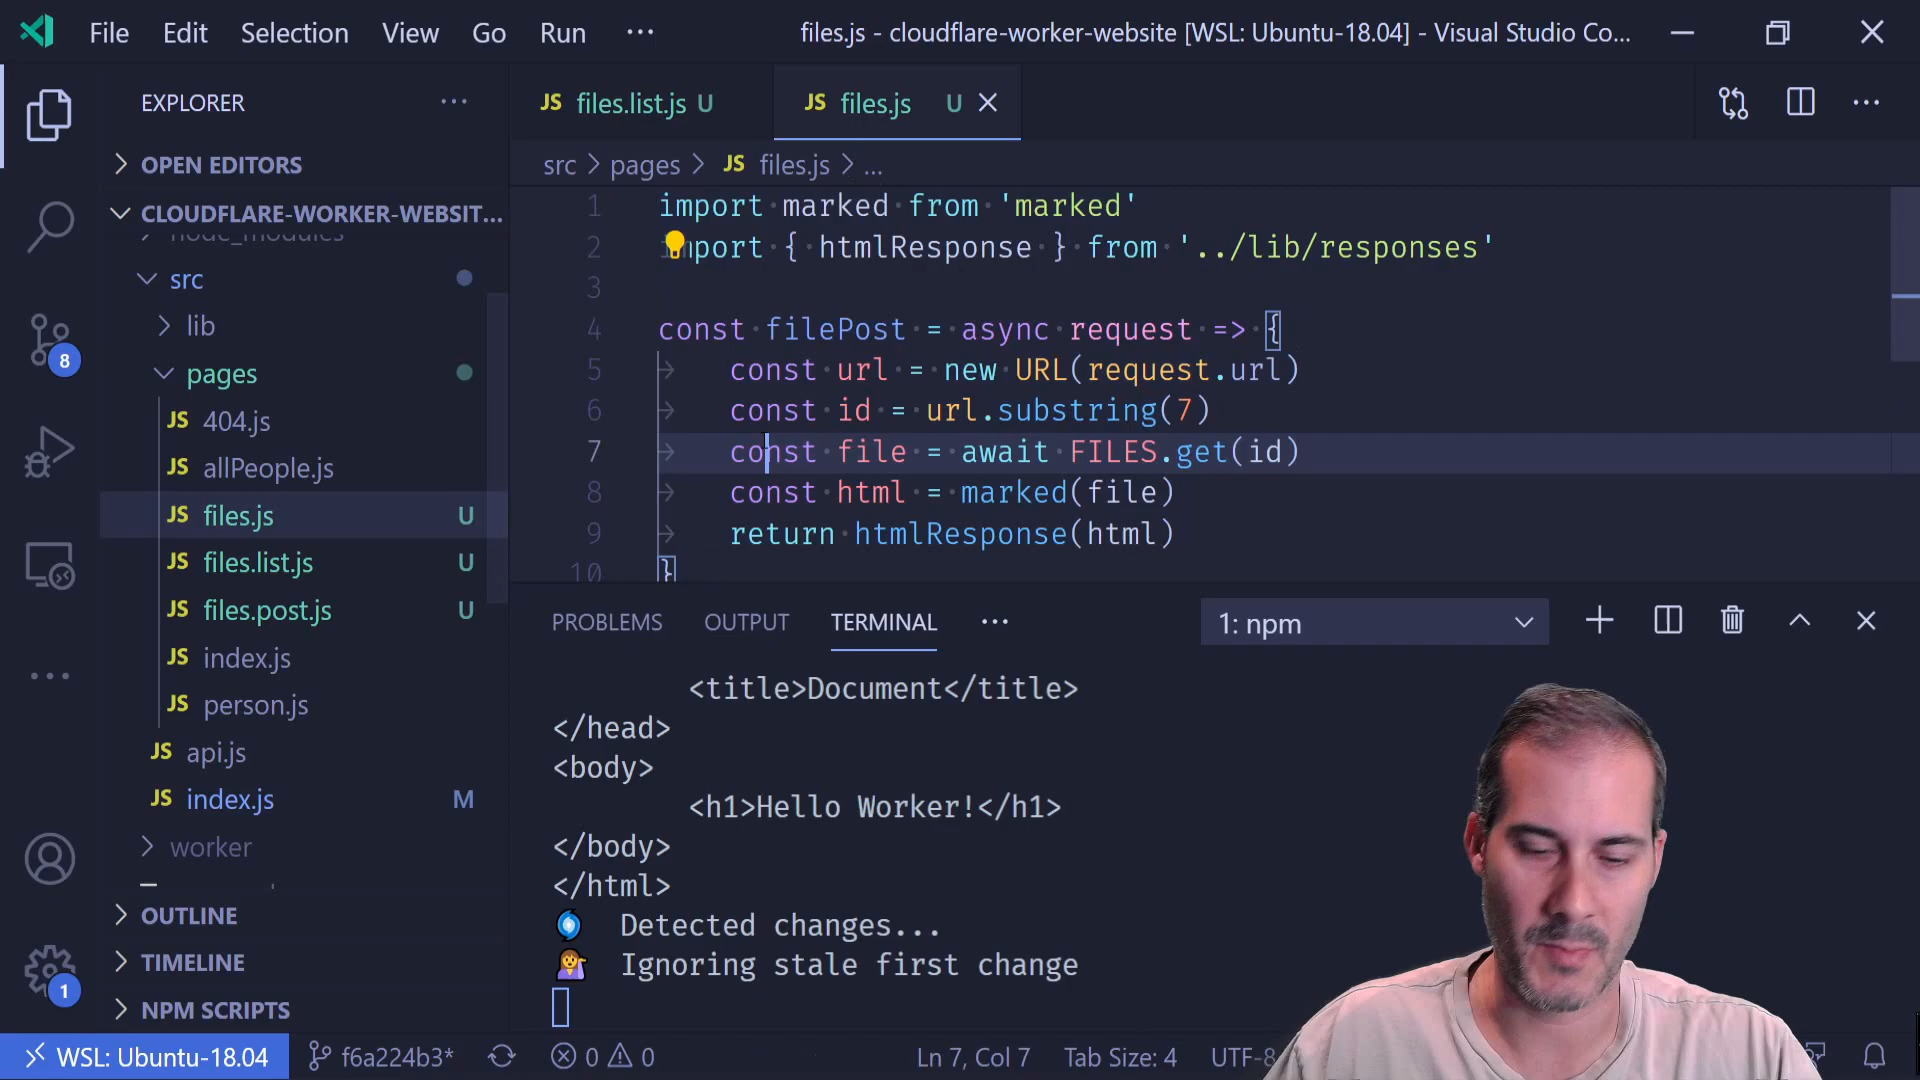 File Edit Selection View Go Run ···
files.js - cloudflare-worker-website [WSL: Ubuntu-18.04] - Visual Studio Co...
EXPLORER ···
OPEN EDITORS
CLOUDFLARE-WORKER-WEBSIT...
node_modules
src
lib
pages
JS 404.js
JS allPeople.js
JS files.js U
JS files.list.js U
JS files.post.js U
JS index.js
JS person.js
JS api.js
JS index.js M
worker
OUTLINE
TIMELINE
NPM SCRIPTS
8
1
JS files.list.js U
JS files.js U
src > pages > JS files.js > ...
1 import marked from 'marked'
2 import { htmlResponse } from '../lib/responses'
3
4 const filePost = async request => {
5 const url = new URL(request.url)
6 const id = url.substring(7)
7 const file = await FILES.get(id)
8 const html = marked(file)
9 return htmlResponse(html)
10 }
PROBLEMS OUTPUT TERMINAL ··· 1: npm
<title>Document</title>
</head>
<body>
<h1>Hello Worker!</h1>
</body>
</html>
Detected changes...
Ignoring stale first change
WSL: Ubuntu-18.04 f6a224b3* 0 0 Ln 7, Col 7 Tab Size: 4 UTF-8